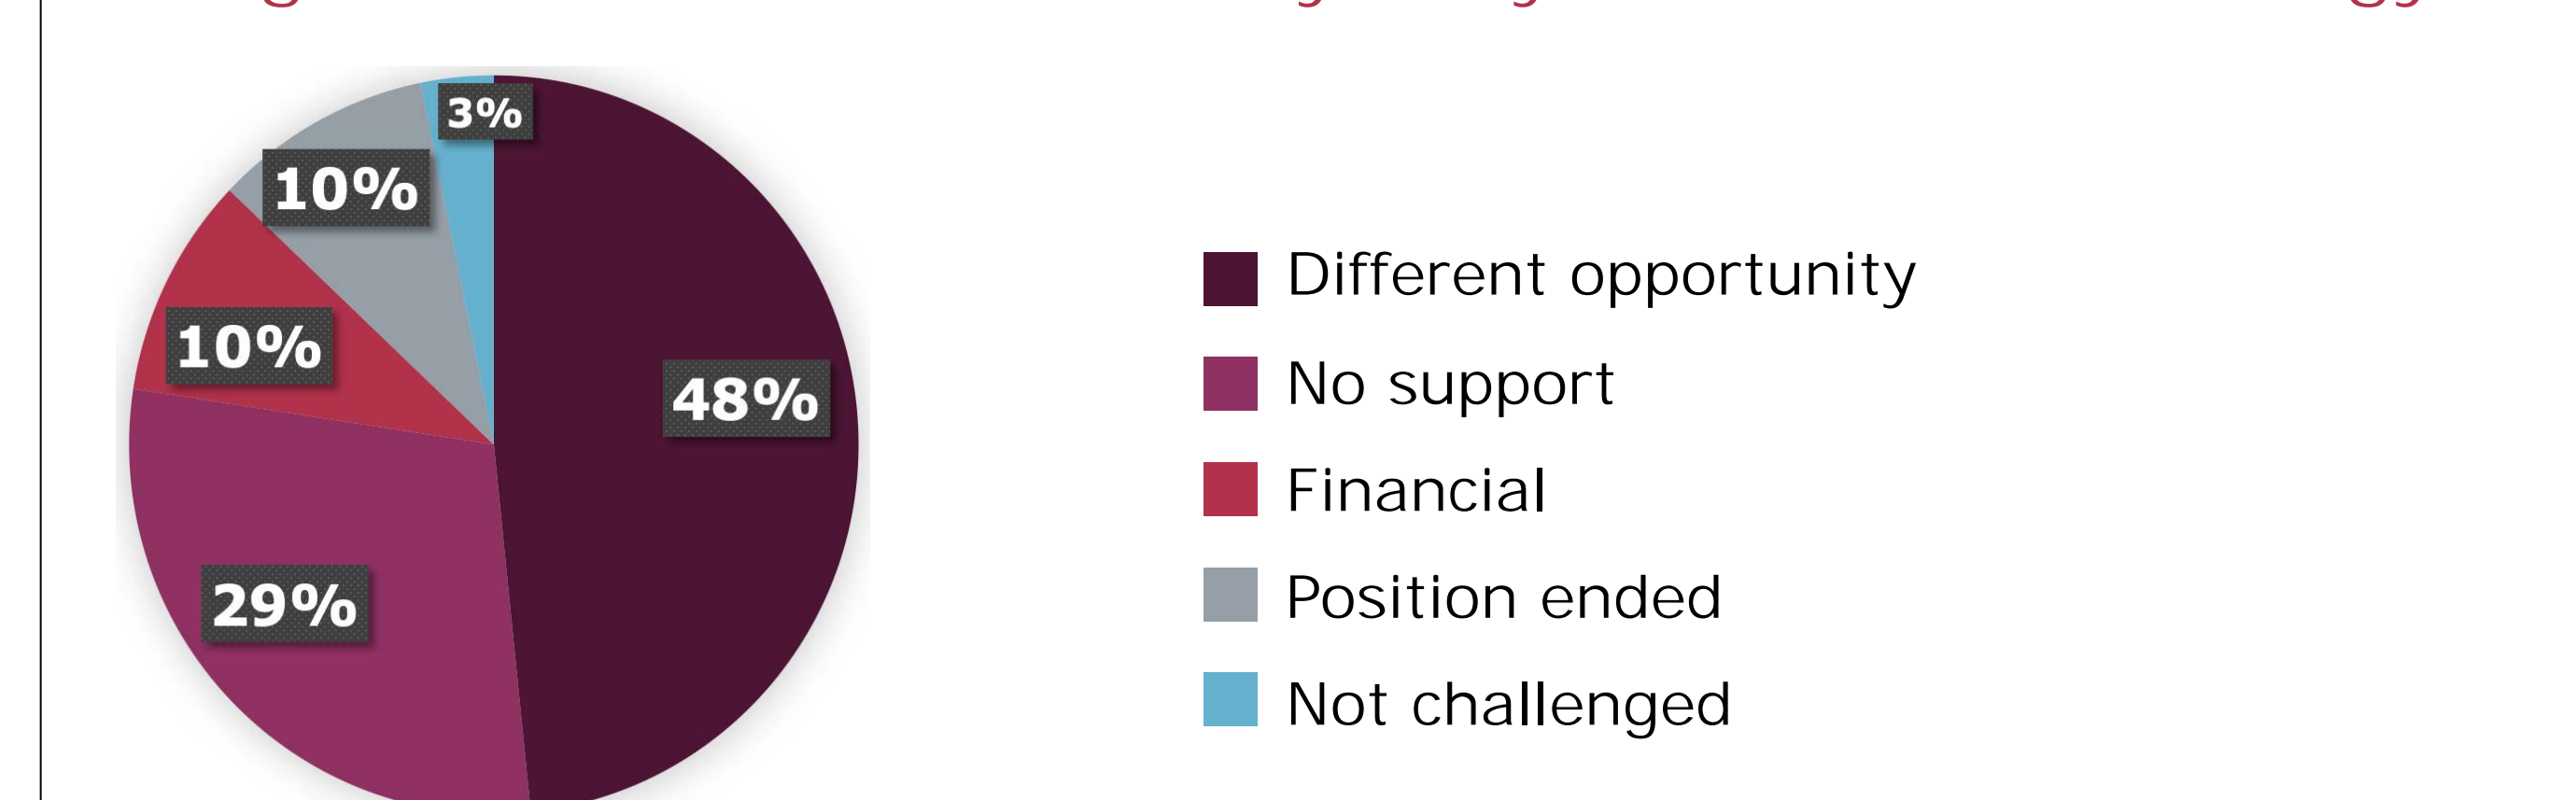 3%
10%
10%
48%
29%
Different opportunity
No support
Financial
Position ended
Not challenged